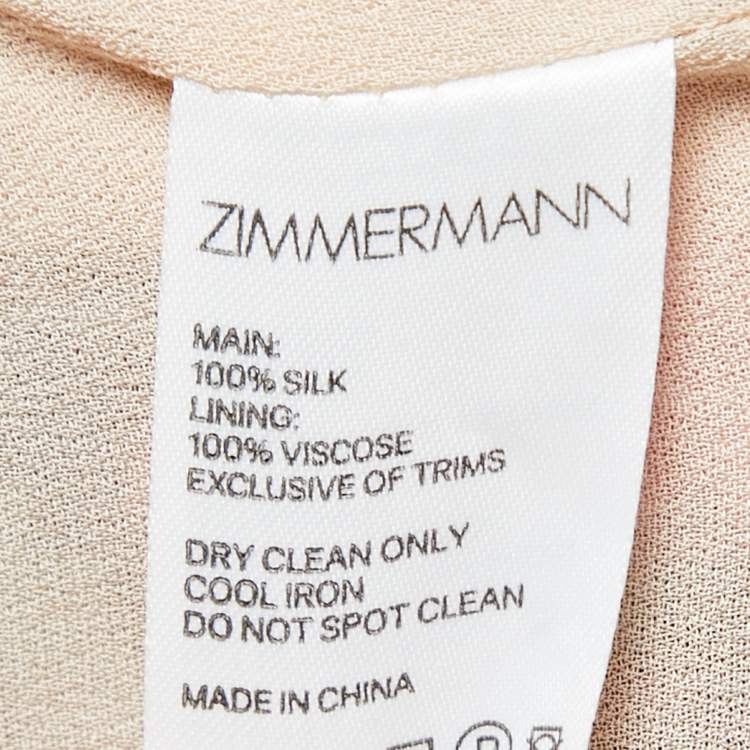 ZIMMERMANN
MAIN:
100% SILK
LINING:
100% VISCOSE
EXCLUSIVE OF TRIMS
DRY CLEAN ONLY
COOL IRON
DO NOT SPOT CLEAN
MADE IN CHINA